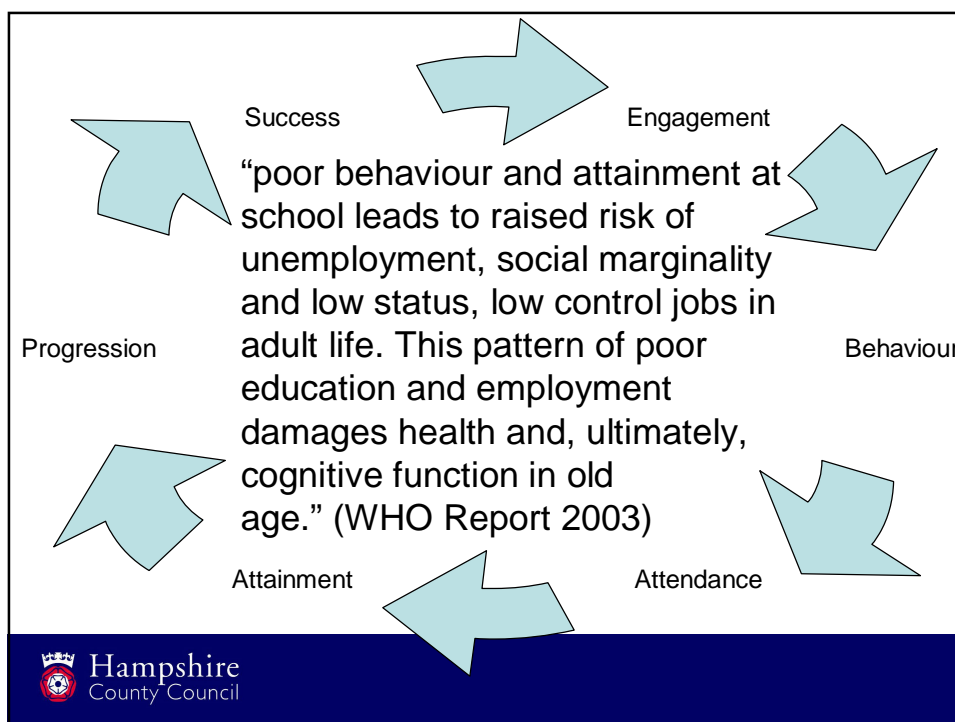 Success
Engagement
“poor behaviour and attainment at
school leads to raised risk of
unemployment, social marginality
and low status, low control jobs in
adult life. This pattern of poor
education and employment
damages health and, ultimately,
cognitive function in old
age.” (WHO Report 2003)
Progression
Behaviour
Attainment
Attendance
Hampshire
County Council